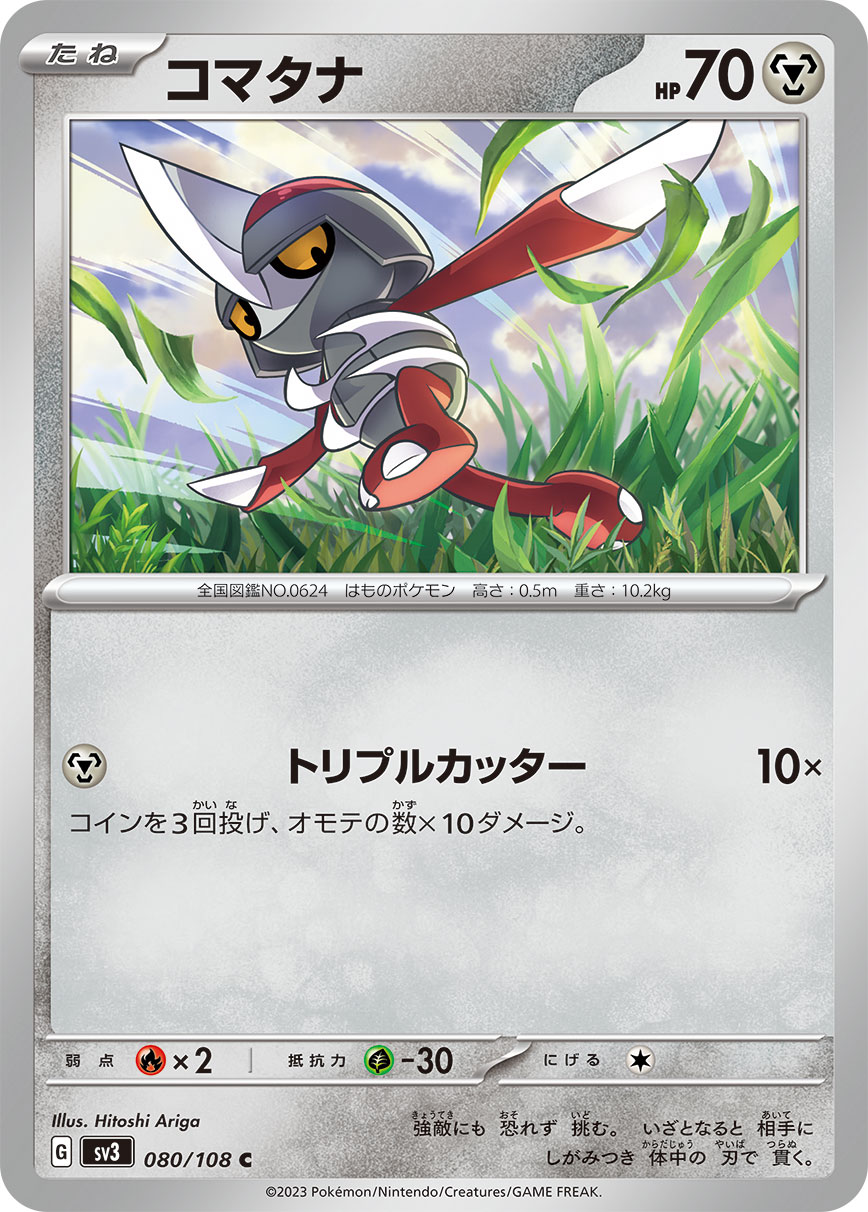 たね コマタナ HP70
全国図鑑NO.0624 はものポケモン 高さ:0.5m 重さ:10.2kg
トリプルカッター 10×
コインを3回投げ、オモテの数×10ダメージ。
弱点 ×2 抵抗力 -30 にげる
Illus. Hitoshi Ariga
強敵にも 恐れず 挑む。 いざとなると 相手に
しがみつき 体中の 刃で 貫く。
G sv3 080/108 C
©2023 Pokémon/Nintendo/Creatures/GAME FREAK.